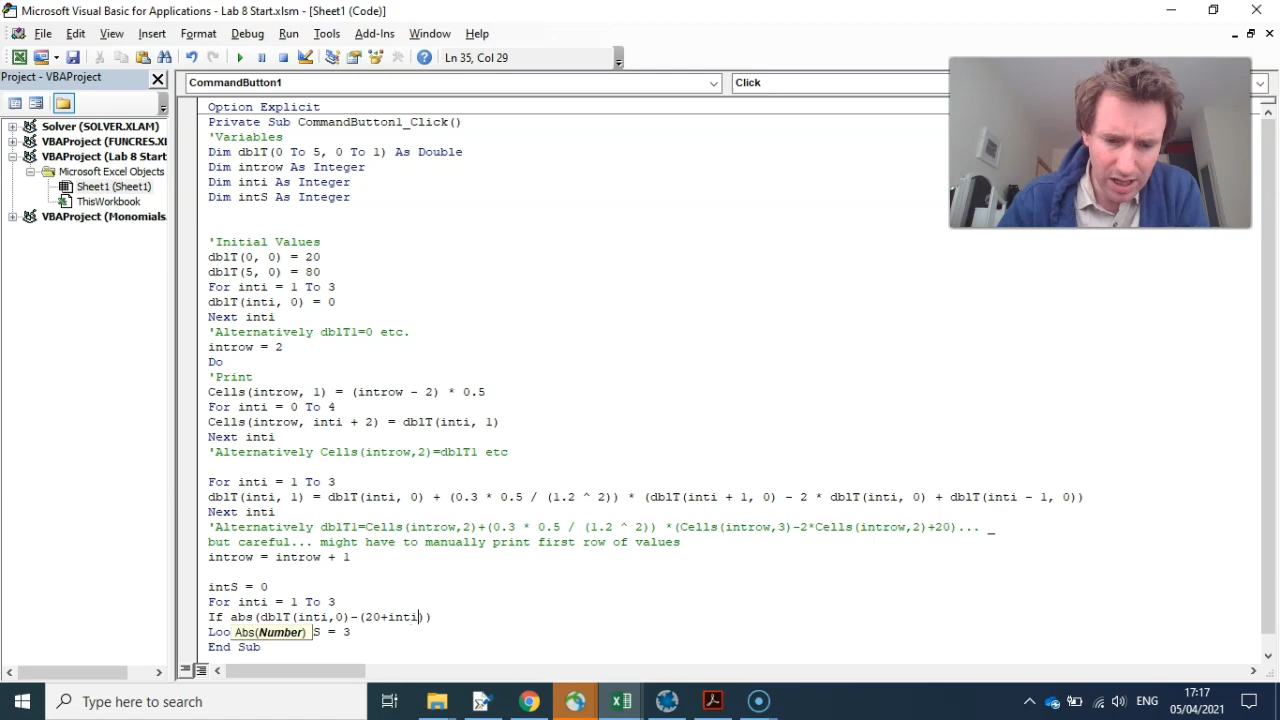 Microsoft Visual Basic for Applications - Lab 8 Start.xlsm - [Sheet1 (Code)]
File Edit View Insert Format Debug Run Tools Add-Ins Window Help
Ln 35, Col 29
Project - VBAProject
CommandButton1
Click
Solver (SOLVER.XLAM)
VBAProject (FUNCRES.XL
VBAProject (Lab 8 Start
Microsoft Excel Objects
Sheet1 (Sheet1)
ThisWorkbook
VBAProject (Monomials.
Option Explicit
Private Sub CommandButton1_Click()
'Variables
Dim dblT(0 To 5, 0 To 1) As Double
Dim introw As Integer
Dim inti As Integer
Dim intS As Integer
'Initial Values
dblT(0, 0) = 20
dblT(5, 0) = 80
For inti = 1 To 3
dblT(inti, 0) = 0
Next inti
'Alternatively dblT1=0 etc.
introw = 2
Do
'Print
Cells(introw, 1) = (introw - 2) * 0.5
For inti = 0 To 4
Cells(introw, inti + 2) = dblT(inti, 1)
Next inti
'Alternatively Cells(introw,2)=dblT1 etc
For inti = 1 To 3
dblT(inti, 1) = dblT(inti, 0) + (0.3 * 0.5 / (1.2 ^ 2)) * (dblT(inti + 1, 0) - 2 * dblT(inti, 0) + dblT(inti - 1, 0))
Next inti
'Alternatively dblT1=Cells(introw,2)+(0.3 * 0.5 / (1.2 ^ 2)) *(Cells(introw,3)-2*Cells(introw,2)+20)... _
but careful... might have to manually print first row of values
introw = introw + 1
intS = 0
For inti = 1 To 3
If abs(dblT(inti,0)-(20+inti))
Loo Abs(Number) S = 3
End Sub
Type here to search
ENG
17:17
05/04/2021